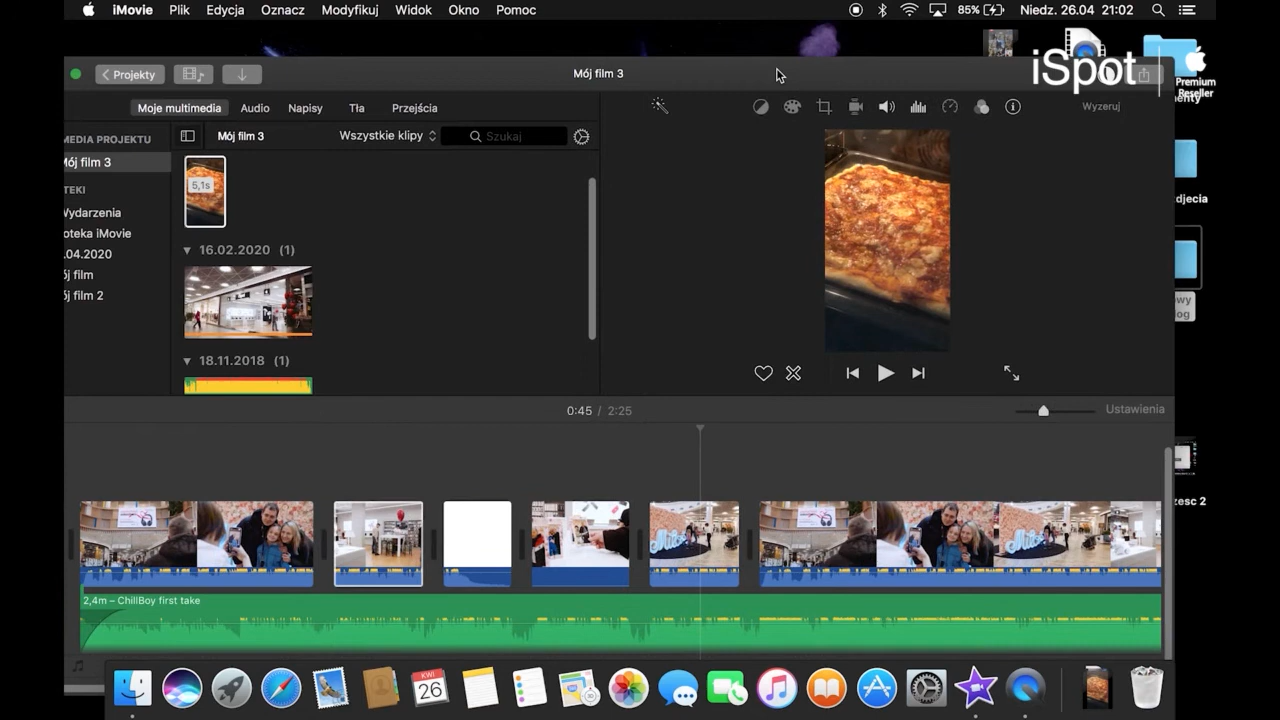 iMovie Plik Edycja Oznacz Modyfikuj Widok Okno Pomoc 85% Niedz. 26.04 21:02
iSpot
Premium
Reseller
Projekty
Mój film 3
Moje multimedia Audio Napisy Tła Przejścia
Wyzeruj
MEDIA PROJEKTU
Mój film 3
Wszystkie klipy
Szukaj
Mój film 3
5,1s
TEKI
Wydarzenia
oteka iMovie
.04.2020
ój film
ój film 2
16.02.2020 (1)
18.11.2018 (1)
djecia
wy
log
0:45 / 2:25
Ustawienia
zesc 2
2,4m – ChillBoy first take
KWI
26